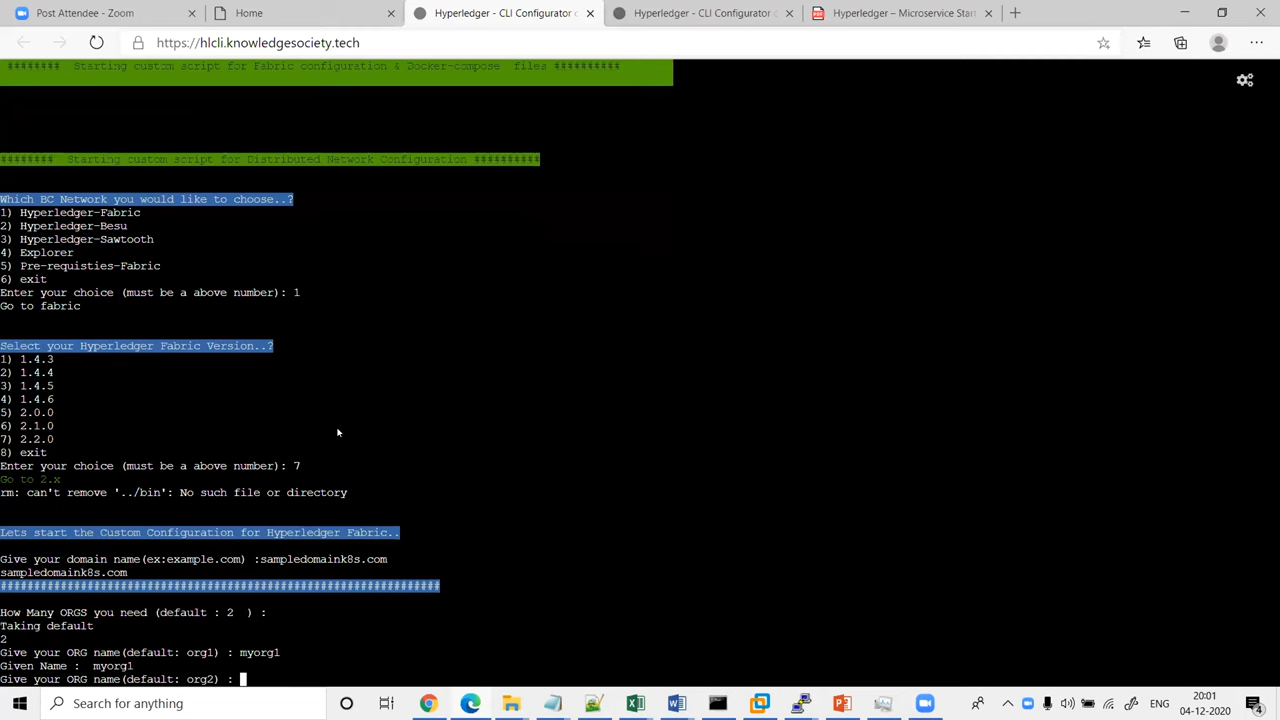 Post Attendee - Zoom
Home
Hyperledger - CLI Configurator c
Hyperledger - CLI Configurator c
Hyperledger – Microservice Start
https://hlcli.knowledgesociety.tech
######## Starting custom script for Fabric configuration & Docker-compose files ##########
######## Starting custom script for Distributed Network Configuration ##########
Which BC Network you would like to choose..?
1) Hyperledger-Fabric
2) Hyperledger-Besu
3) Hyperledger-Sawtooth
4) Explorer
5) Pre-requisties-Fabric
6) exit
Enter your choice (must be a above number): 1
Go to fabric
Select your Hyperledger Fabric Version..?
1) 1.4.3
2) 1.4.4
3) 1.4.5
4) 1.4.6
5) 2.0.0
6) 2.1.0
7) 2.2.0
8) exit
Enter your choice (must be a above number): 7
Go to 2.x
rm: can't remove '../bin': No such file or directory
Lets start the Custom Configuration for Hyperledger Fabric..
Give your domain name(ex:example.com) :sampledomaink8s.com
sampledomaink8s.com
##################################################################
How Many ORGS you need (default : 2 ) :
Taking default
2
Give your ORG name(default: org1) : myorg1
Given Name : myorg1
Give your ORG name(default: org2) :
Search for anything
ENG
20:01
04-12-2020
4